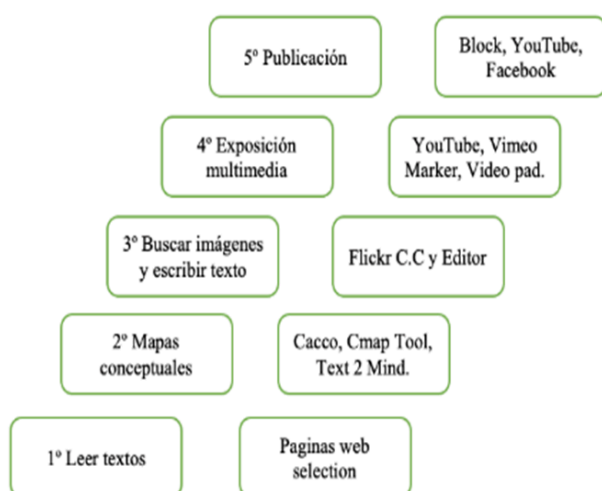 5º Publicación
Block, YouTube,
Facebook
4º Exposición
multimedia
YouTube, Vimeo
Marker, Video pad.
3º Buscar imágenes
y escribir texto
Flickr C.C y Editor
2º Mapas
conceptuales
Cacco, Cmap Tool,
Text 2 Mind.
1º Leer textos
Paginas web
selection